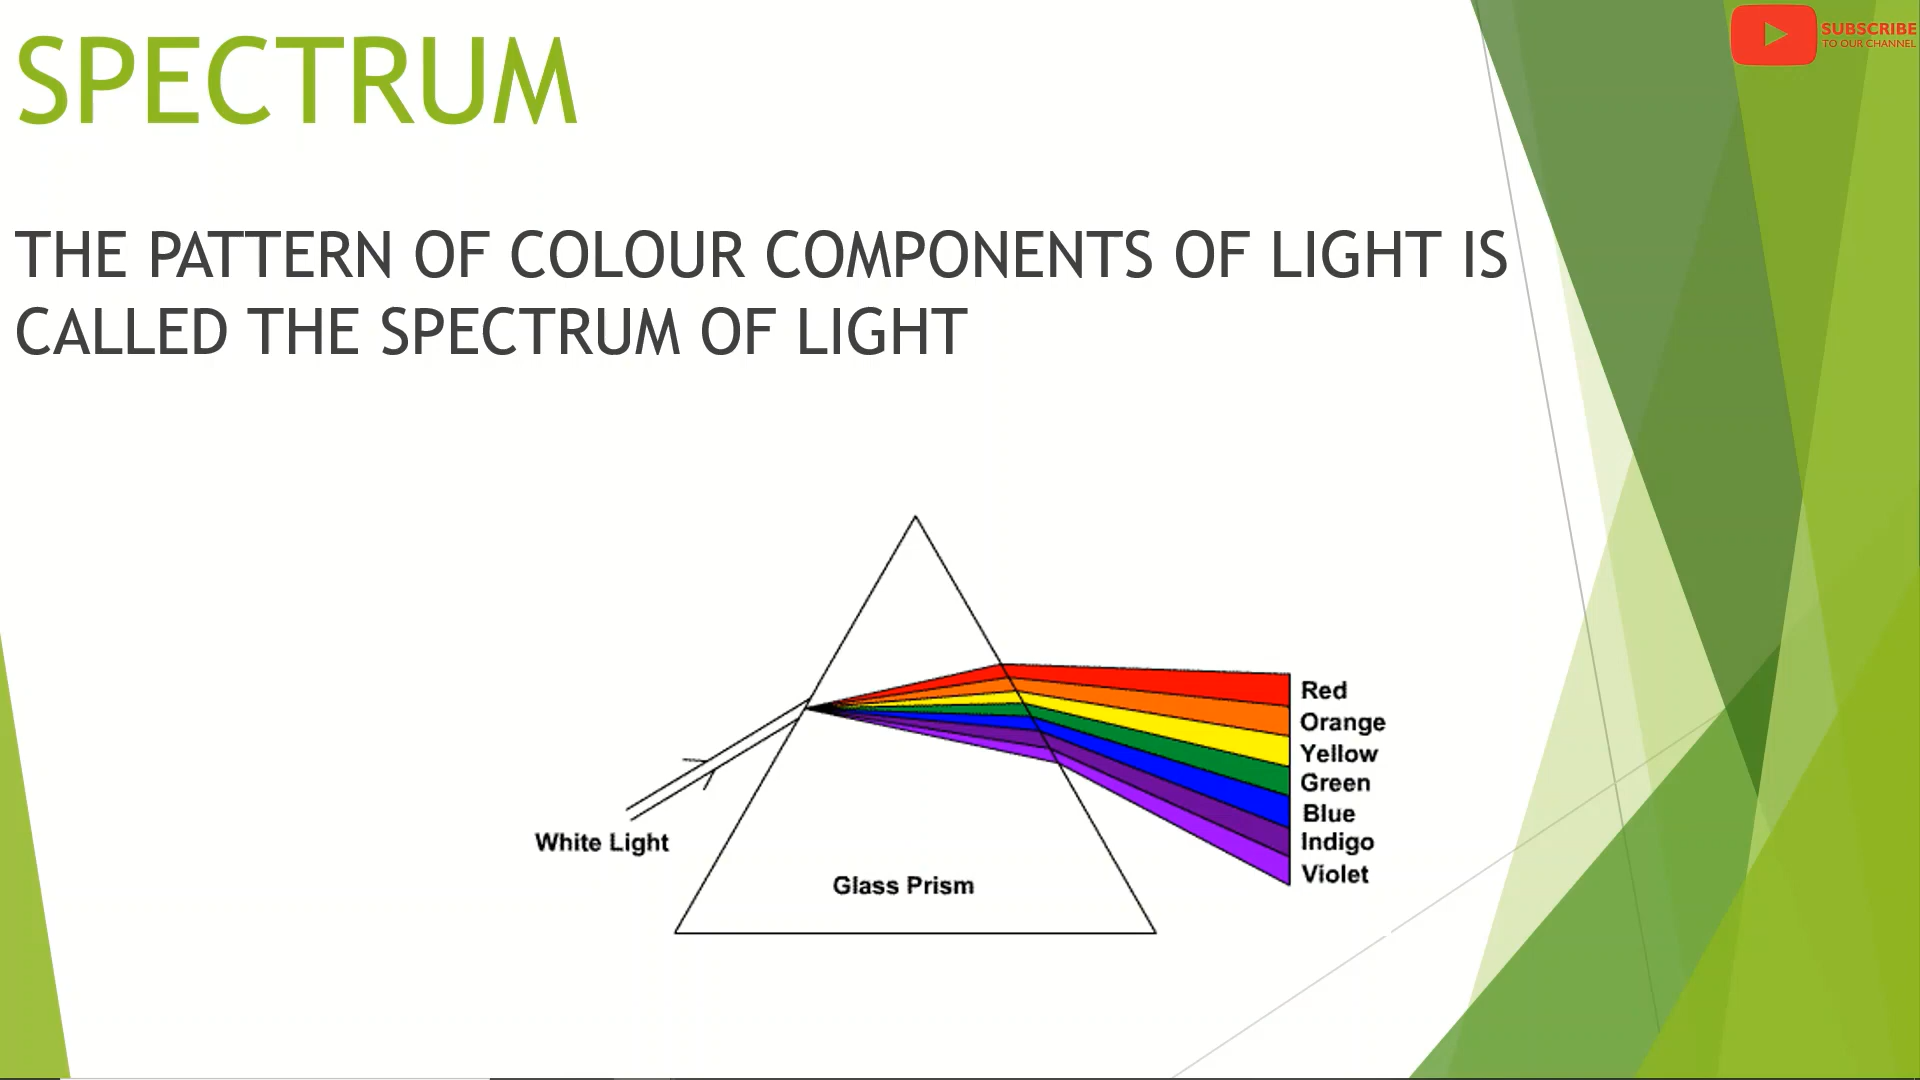 SPECTRUM
SUBSCRIBE
TO OUR CHANNEL
THE PATTERN OF COLOUR COMPONENTS OF LIGHT IS
CALLED THE SPECTRUM OF LIGHT
Red
Orange
Yellow
Green
Blue
Indigo
Violet
White Light
Glass Prism